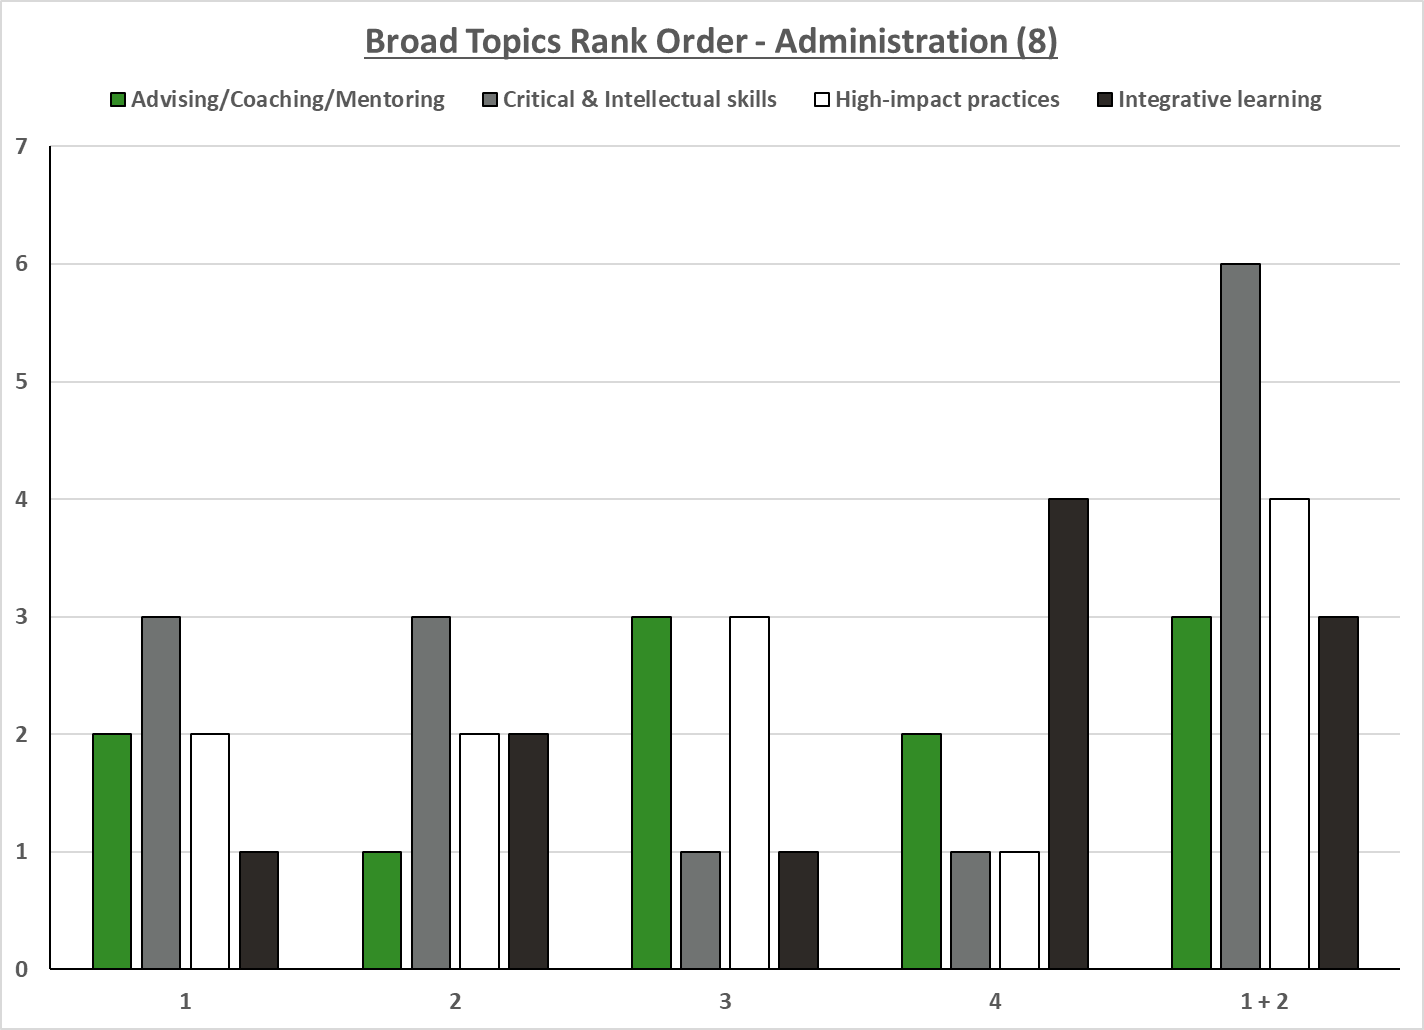 Broad Topics Rank Order - Administration (8)
Advising/Coaching/Mentoring Critical & Intellectual skills High-impact practices Integrative learning
7
6
5
4
3
2
1
0
1 2 3 4 1 + 2